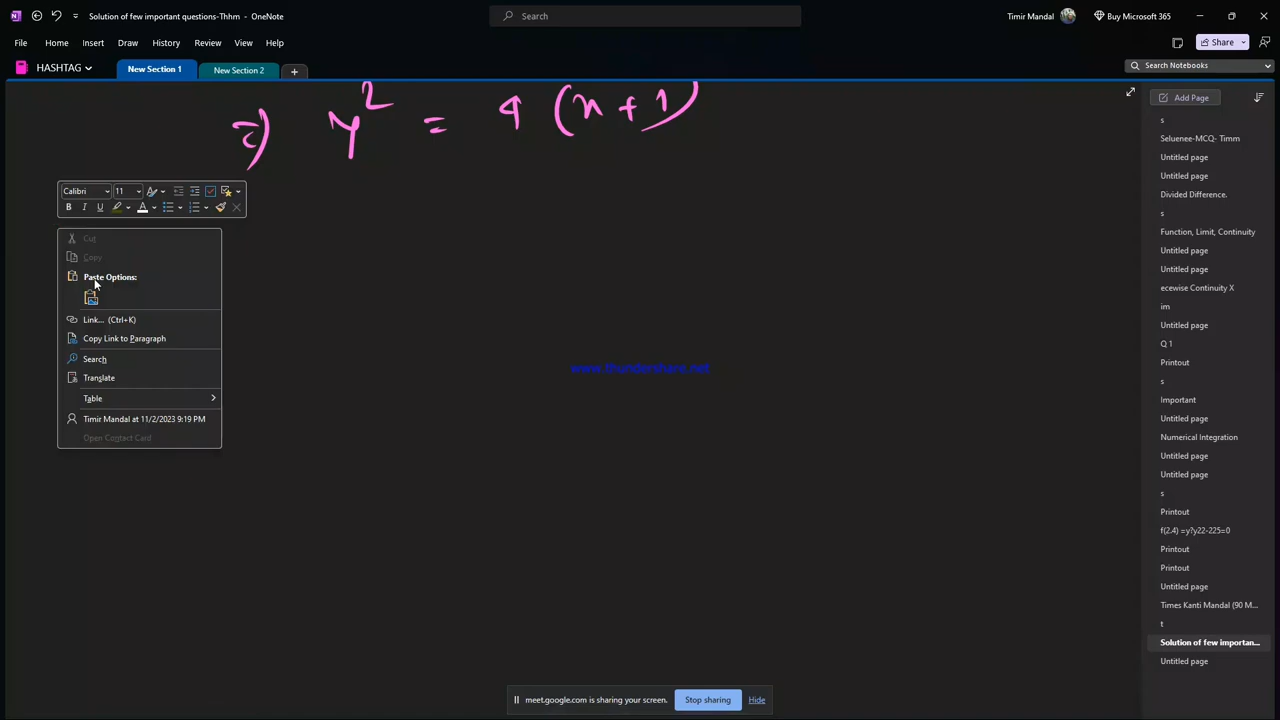 Solution of few important questions-Thhm - OneNote
Search
Timir Mandal
Buy Microsoft 365
File Home Insert Draw History Review View Help
Share
HASHTAG
New Section 1
New Section 2
+
Search Notebooks
Add Page
y² = 4 (x + 1)
Calibri 11
B I U A
Cut
Copy
Paste Options:
Link... (Ctrl+K)
Copy Link to Paragraph
Search
Translate
Table
Timir Mandal at 11/2/2023 9:19 PM
Open Contact Card
www.thundershare.net
s
Seluenee-MCQ- Timm
Untitled page
Untitled page
Divided Difference.
s
Function, Limit, Continuity
Untitled page
Untitled page
ecewise Continuity X
im
Untitled page
Q 1
Printout
s
Important
Untitled page
Numerical Integration
Untitled page
Untitled page
s
Printout
f(2.4) =y?y22-225=0
Printout
Printout
Untitled page
Times Kanti Mandal (90 M...
t
Solution of few importan...
Untitled page
meet.google.com is sharing your screen.
Stop sharing
Hide